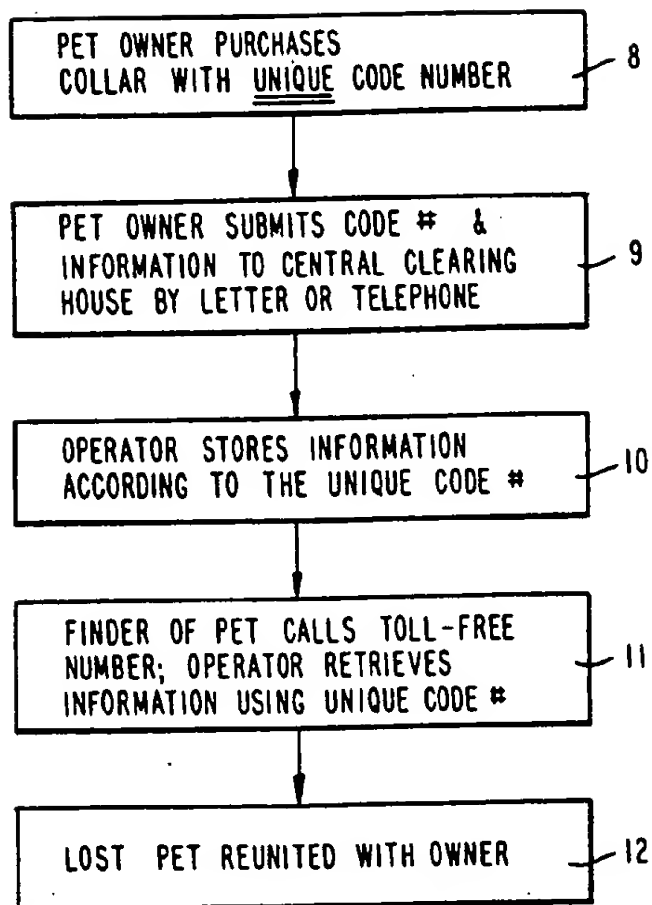 PET OWNER PURCHASES
COLLAR WITH UNIQUE CODE NUMBER
8
PET OWNER SUBMITS CODE # &
INFORMATION TO CENTRAL CLEARING
HOUSE BY LETTER OR TELEPHONE
9
OPERATOR STORES INFORMATION
ACCORDING TO THE UNIQUE CODE #
10
FINDER OF PET CALLS TOLL-FREE
NUMBER; OPERATOR RETRIEVES
INFORMATION USING UNIQUE CODE #
11
LOST PET REUNITED WITH OWNER
12